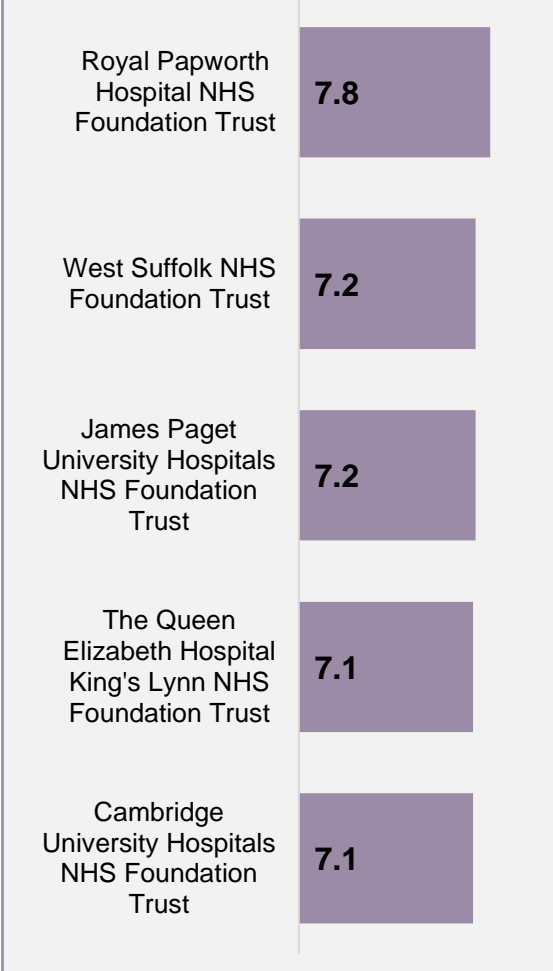 Royal Papworth
Hospital NHS
Foundation Trust
7.8
West Suffolk NHS
Foundation Trust
7.2
James Paget
University Hospitals
NHS Foundation
Trust
7.2
The Queen
Elizabeth Hospital
King's Lynn NHS
Foundation Trust
7.1
Cambridge
University Hospitals
NHS Foundation
Trust
7.1